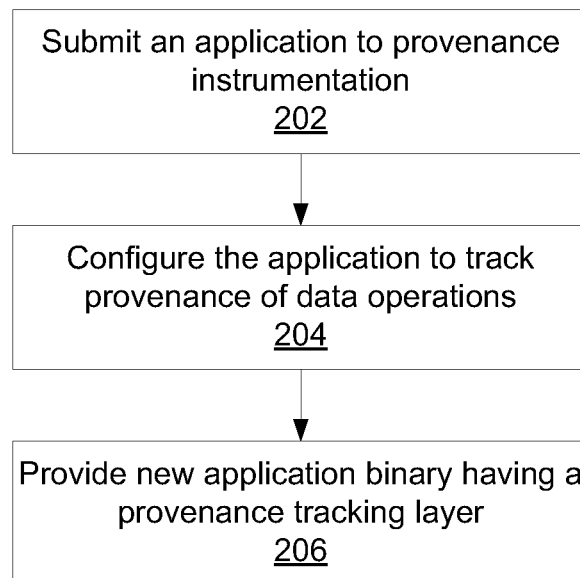 Submit an application to provenance
instrumentation
202
Configure the application to track
provenance of data operations
204
Provide new application binary having a
provenance tracking layer
206